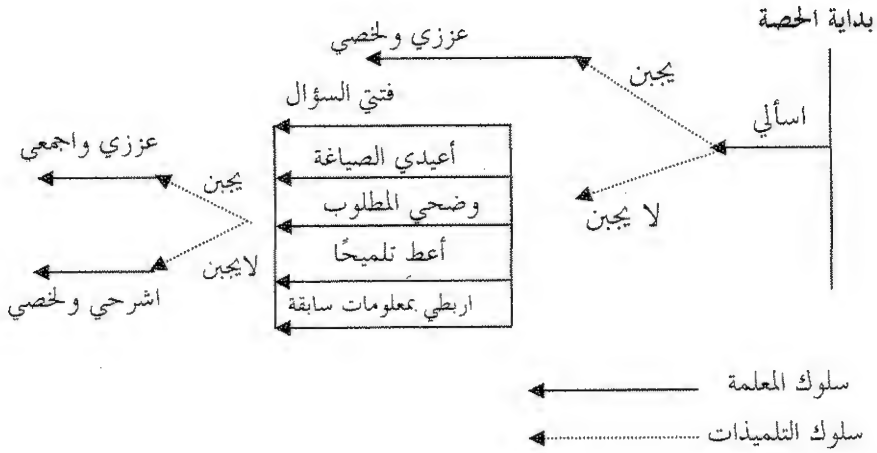 بداية الحصة
اسألي
يجبن
عززي ولخصي
لا يجبن
فتتي السؤال
أعيدي الصياغة
وضحي المطلوب
أعطِ تلميحًا
اربطي بمعلومات سابقة
يجبن
عززي واجمعي
لايجبن
اشرحي ولخصي
سلوك المعلمة
سلوك التلميذات